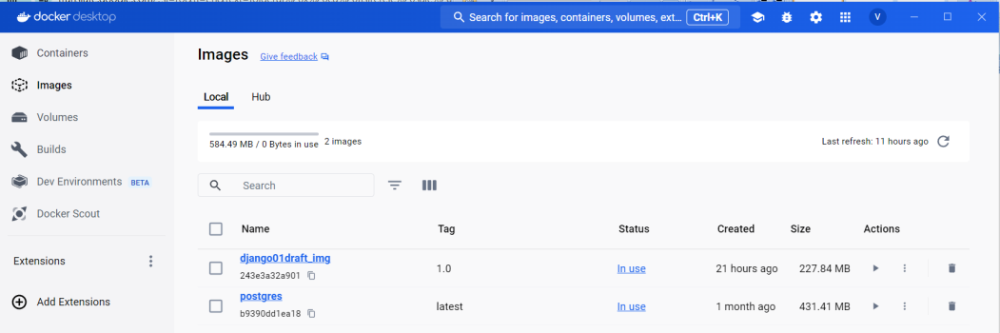 docker desktop
Search for images, containers, volumes, ext... Ctrl+K
V
Containers
Images
Volumes
Builds
Dev Environments BETA
Docker Scout
Extensions
Add Extensions
Images Give feedback
Local Hub
584.49 MB / 0 Bytes in use 2 images
Last refresh: 11 hours ago
Search
Name Tag Status Created Size Actions
django01draft_img
243e3a32a901
1.0 In use 21 hours ago 227.84 MB
postgres
b9390dd1ea18
latest In use 1 month ago 431.41 MB